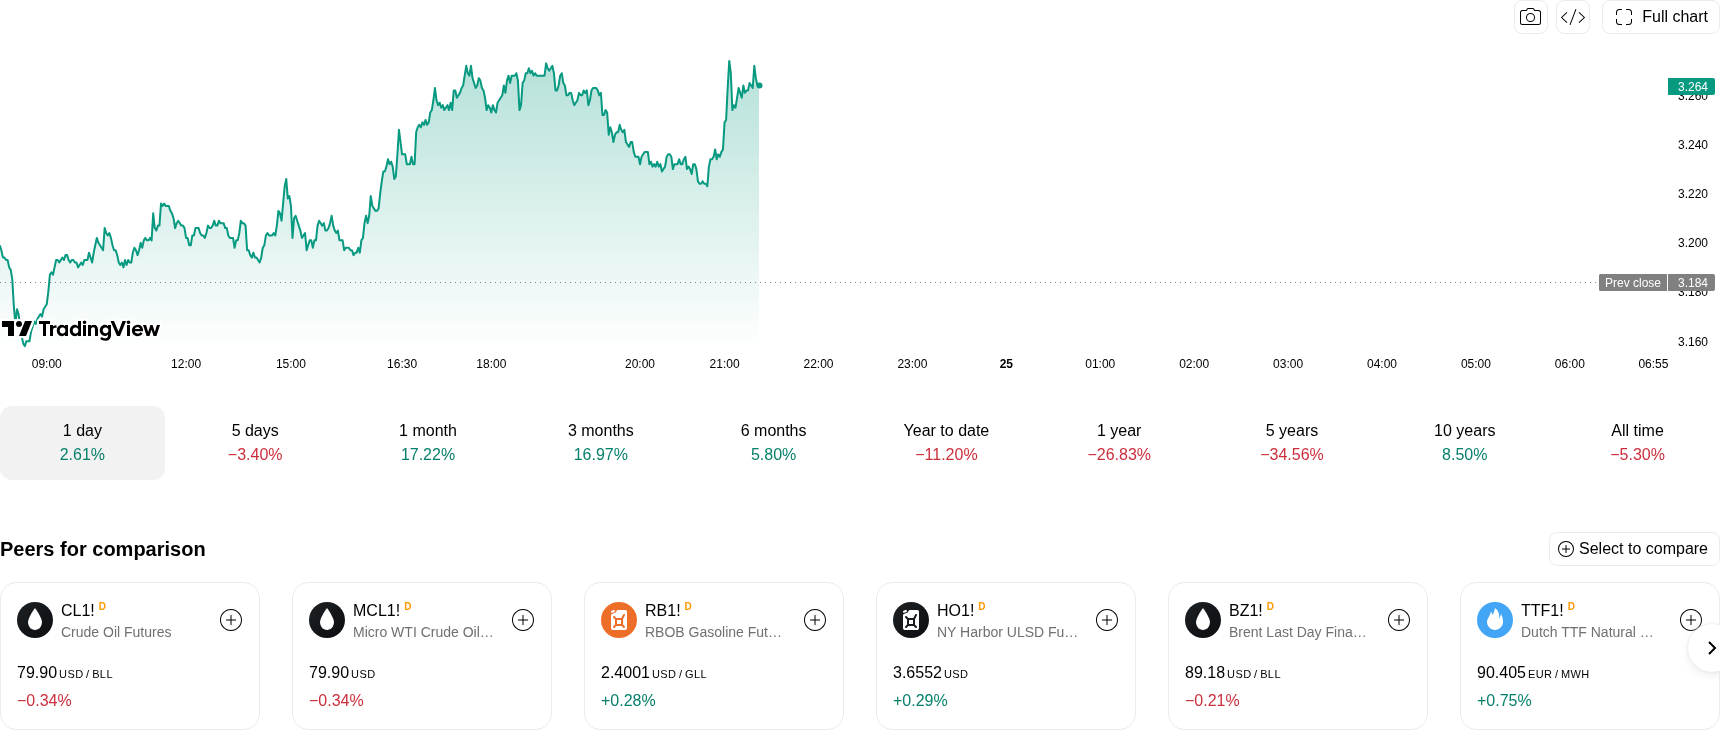 Full chart
3.264
3.260
3.240
3.220
3.200
Prev close 3.184
3.180
3.160
TradingView
09:00 12:00 15:00 16:30 18:00 20:00 21:00 22:00 23:00 25 01:00 02:00 03:00 04:00 05:00 06:00 06:55
1 day 5 days 1 month 3 months 6 months Year to date 1 year 5 years 10 years All time
2.61% −3.40% 17.22% 16.97% 5.80% −11.20% −26.83% −34.56% 8.50% −5.30%
Peers for comparison
Select to compare
CL1! D
Crude Oil Futures
79.90 USD / BLL
−0.34%
MCL1! D
Micro WTI Crude Oil…
79.90 USD
−0.34%
RB1! D
RBOB Gasoline Fut…
2.4001 USD / GLL
+0.28%
HO1! D
NY Harbor ULSD Fu…
3.6552 USD
+0.29%
BZ1! D
Brent Last Day Fina…
89.18 USD / BLL
−0.21%
TTF1! D
Dutch TTF Natural …
90.405 EUR / MWH
+0.75%